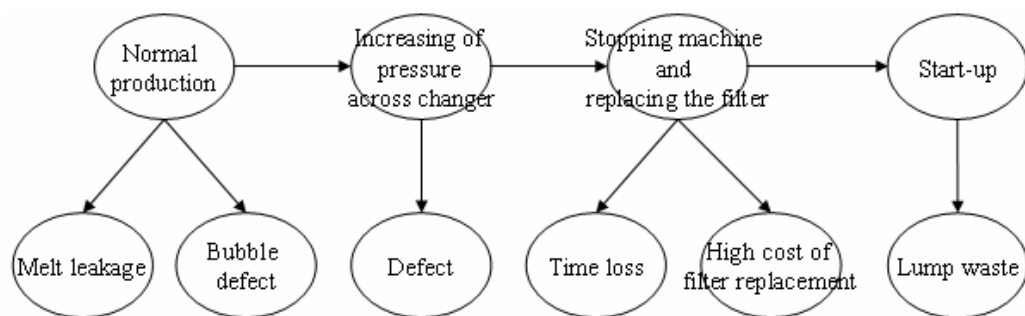 Normal
production
Increasing of
pressure
across changer
Stopping machine
and
replacing the filter
Start-up
Melt leakage
Bubble
defect
Defect
Time loss
High cost of
filter replacement
Lump waste